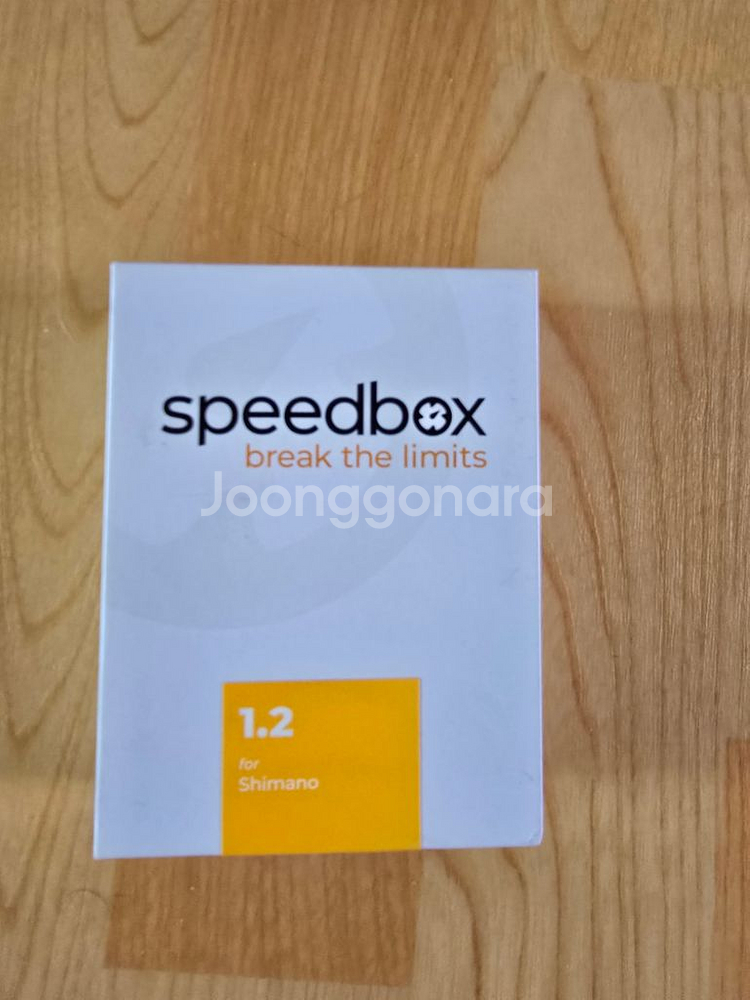 speedbox
break the limits
Joonggonara
1.2
for
Shimano